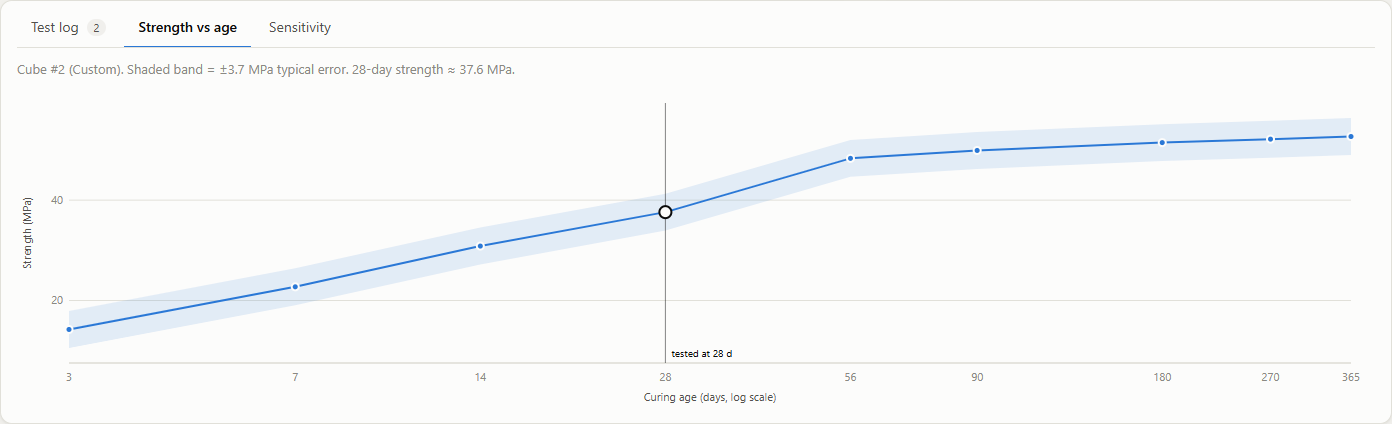 Test log 2 Strength vs age Sensitivity
Cube #2 (Custom). Shaded band = ±3.7 MPa typical error. 28-day strength ≈ 37.6 MPa.
Strength (MPa)
40
20
tested at 28 d
3 7 14 28 56 90 180 270 365
Curing age (days, log scale)